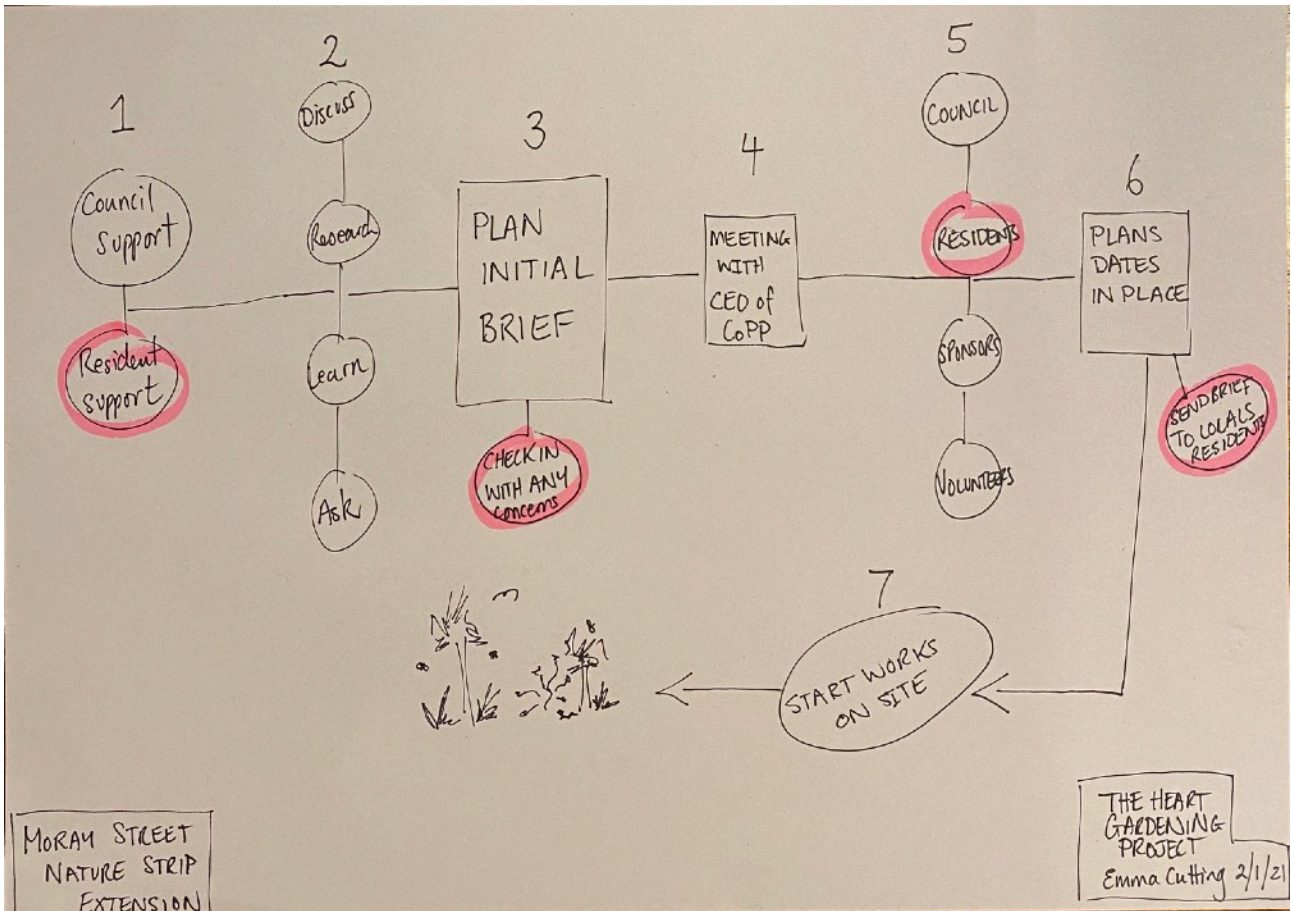 1
Council
support
Resident
support
2
Discuss
Research
Learn
Ask
3
PLAN
INITIAL
BRIEF
CHECK IN
WITH ANY
concerns
4
MEETING
WITH
CEO of
CoPP
5
COUNCIL
RESIDENTS
SPONSORS
VOLUNTEERS
6
PLANS
DATES
IN PLACE
SEND BRIEF
TO LOCALS
RESIDENTS
7
START WORKS
ON SITE
MORAY STREET
NATURE STRIP
EXTENSION
THE HEART
GARDENING
PROJECT
Emma Cutting 2/1/21